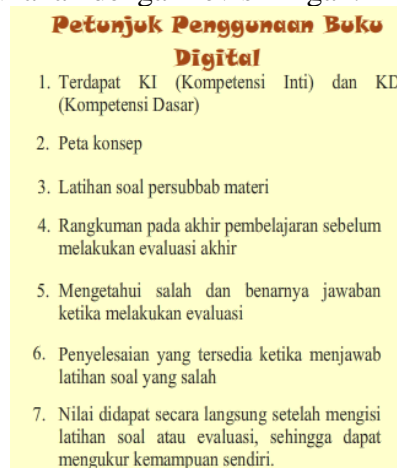 Petunjuk Penggunaan Buku
Digital
1. Terdapat KI (Kompetensi Inti) dan KD
(Kompetensi Dasar)
2. Peta konsep
3. Latihan soal persubbab materi
4. Rangkuman pada akhir pembelajaran sebelum
melakukan evaluasi akhir
5. Mengetahui salah dan benarnya jawaban
ketika melakukan evaluasi
6. Penyelesaian yang tersedia ketika menjawab
latihan soal yang salah
7. Nilai didapat secara langsung setelah mengisi
latihan soal atau evaluasi, sehingga dapat
mengukur kemampuan sendiri.